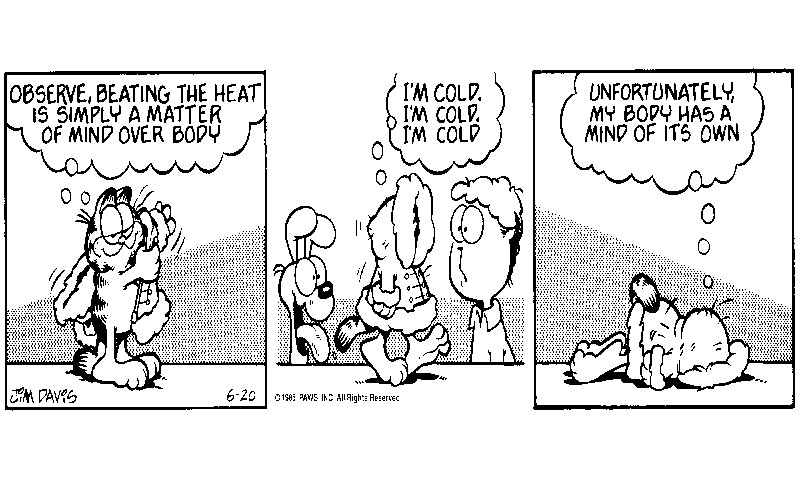 OBSERVE, BEATING THE HEAT
IS SIMPLY A MATTER
OF MIND OVER BODY
JIM DAVIS
6-20
I'M COLD.
I'M COLD.
I'M COLD
© 1985 PAWS, INC. All Rights Reserved
UNFORTUNATELY,
MY BODY HAS A
MIND OF ITS OWN